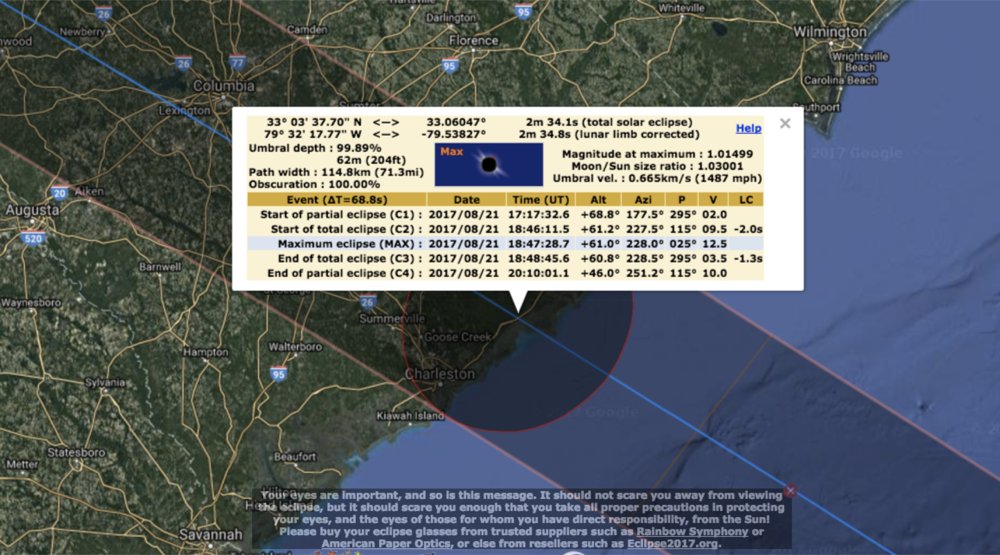 26
95
Whiteville
Newberry
Camden
Darlington
Florence
Wilmington
Wrightsville
Beach
Carolina Beach
26
77
95
Columbia
Lexington
Sumter
33° 03' 37.70" N <—> 33.06047° 2m 34.1s (total solar eclipse)
79° 32' 17.77" W <—> -79.53827° 2m 34.8s (lunar limb corrected)
Help
Umbral depth : 99.89%
62m (204ft)
Path width : 114.8km (71.3mi)
Obscuration : 100.00%
Max
Magnitude at maximum : 1.01499
Moon/Sun size ratio : 1.03001
Umbral vel. : 0.665km/s (1487 mph)
Event (ΔT=68.8s) Date Time (UT) Alt Azi P V LC
Start of partial eclipse (C1) : 2017/08/21 17:17:32.6 +68.8° 177.5° 295° 02.0
Start of total eclipse (C2) : 2017/08/21 18:46:11.5 +61.2° 227.5° 115° 09.5 -2.0s
Maximum eclipse (MAX) : 2017/08/21 18:47:28.7 +61.0° 228.0° 025° 12.5
End of total eclipse (C3) : 2017/08/21 18:48:45.6 +60.8° 228.5° 295° 03.5 -1.3s
End of partial eclipse (C4) : 2017/08/21 20:10:01.1 +46.0° 251.2° 115° 10.0
2017 Google
20
Aiken
Augusta
520
Barnwell
Waynesboro
St George
26
Summerville
Goose Creek
Walterboro
Hampton
95
Charleston
Sylvania
Kiawah Island
2017 Google
Statesboro
Metter
Beaufort
Hilton
Head Island
Savannah
Your eyes are important, and so is this message. It should not scare you away from viewing
the eclipse, but it should scare you enough that you take all proper precautions in protecting
your eyes, and the eyes of those for whom you have direct responsibility, from the Sun!
Please buy your eclipse glasses from trusted suppliers such as Rainbow Symphony or
American Paper Optics, or else from resellers such as Eclipse2017.org.